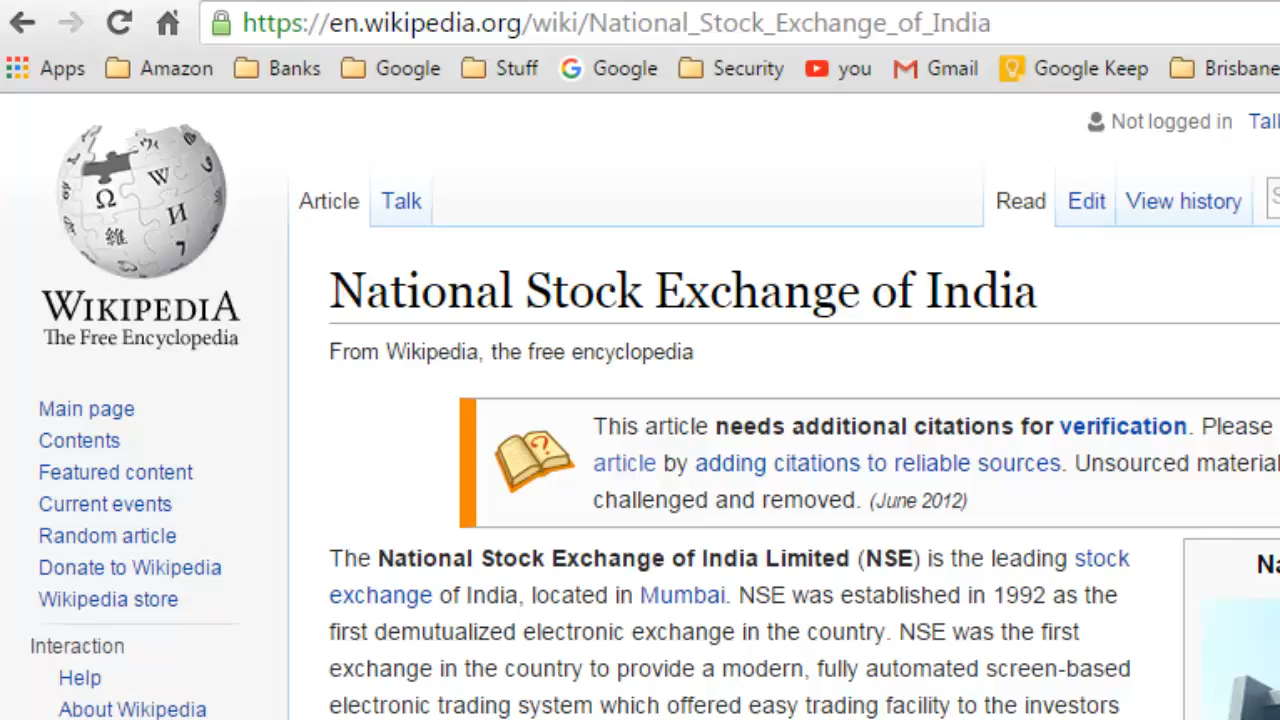 https://en.wikipedia.org/wiki/National_Stock_Exchange_of_India
Apps Amazon Banks Google Stuff Google Security you Gmail Google Keep Brisbane
Not logged in Talk
Article Talk Read Edit View history
WIKIPEDIA
The Free Encyclopedia
National Stock Exchange of India
From Wikipedia, the free encyclopedia
Main page
Contents
Featured content
Current events
Random article
Donate to Wikipedia
Wikipedia store
Interaction
Help
About Wikipedia
This article needs additional citations for verification. Please
article by adding citations to reliable sources. Unsourced material
challenged and removed. (June 2012)
The National Stock Exchange of India Limited (NSE) is the leading stock
exchange of India, located in Mumbai. NSE was established in 1992 as the
first demutualized electronic exchange in the country. NSE was the first
exchange in the country to provide a modern, fully automated screen-based
electronic trading system which offered easy trading facility to the investors